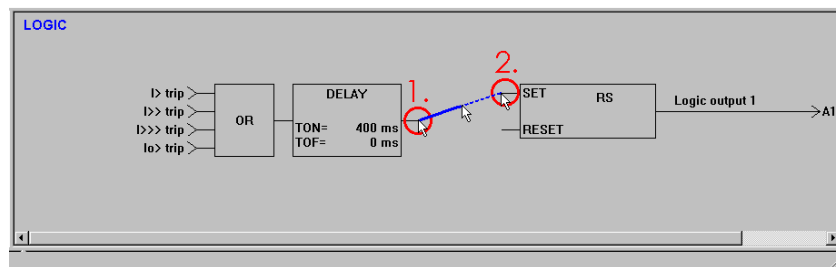 LOGIC
1.
2.
I> trip
I>> trip
I>>> trip
Io> trip
OR
DELAY
TON= 400 ms
TOF= 0 ms
SET
RESET
RS
Logic output 1
A1